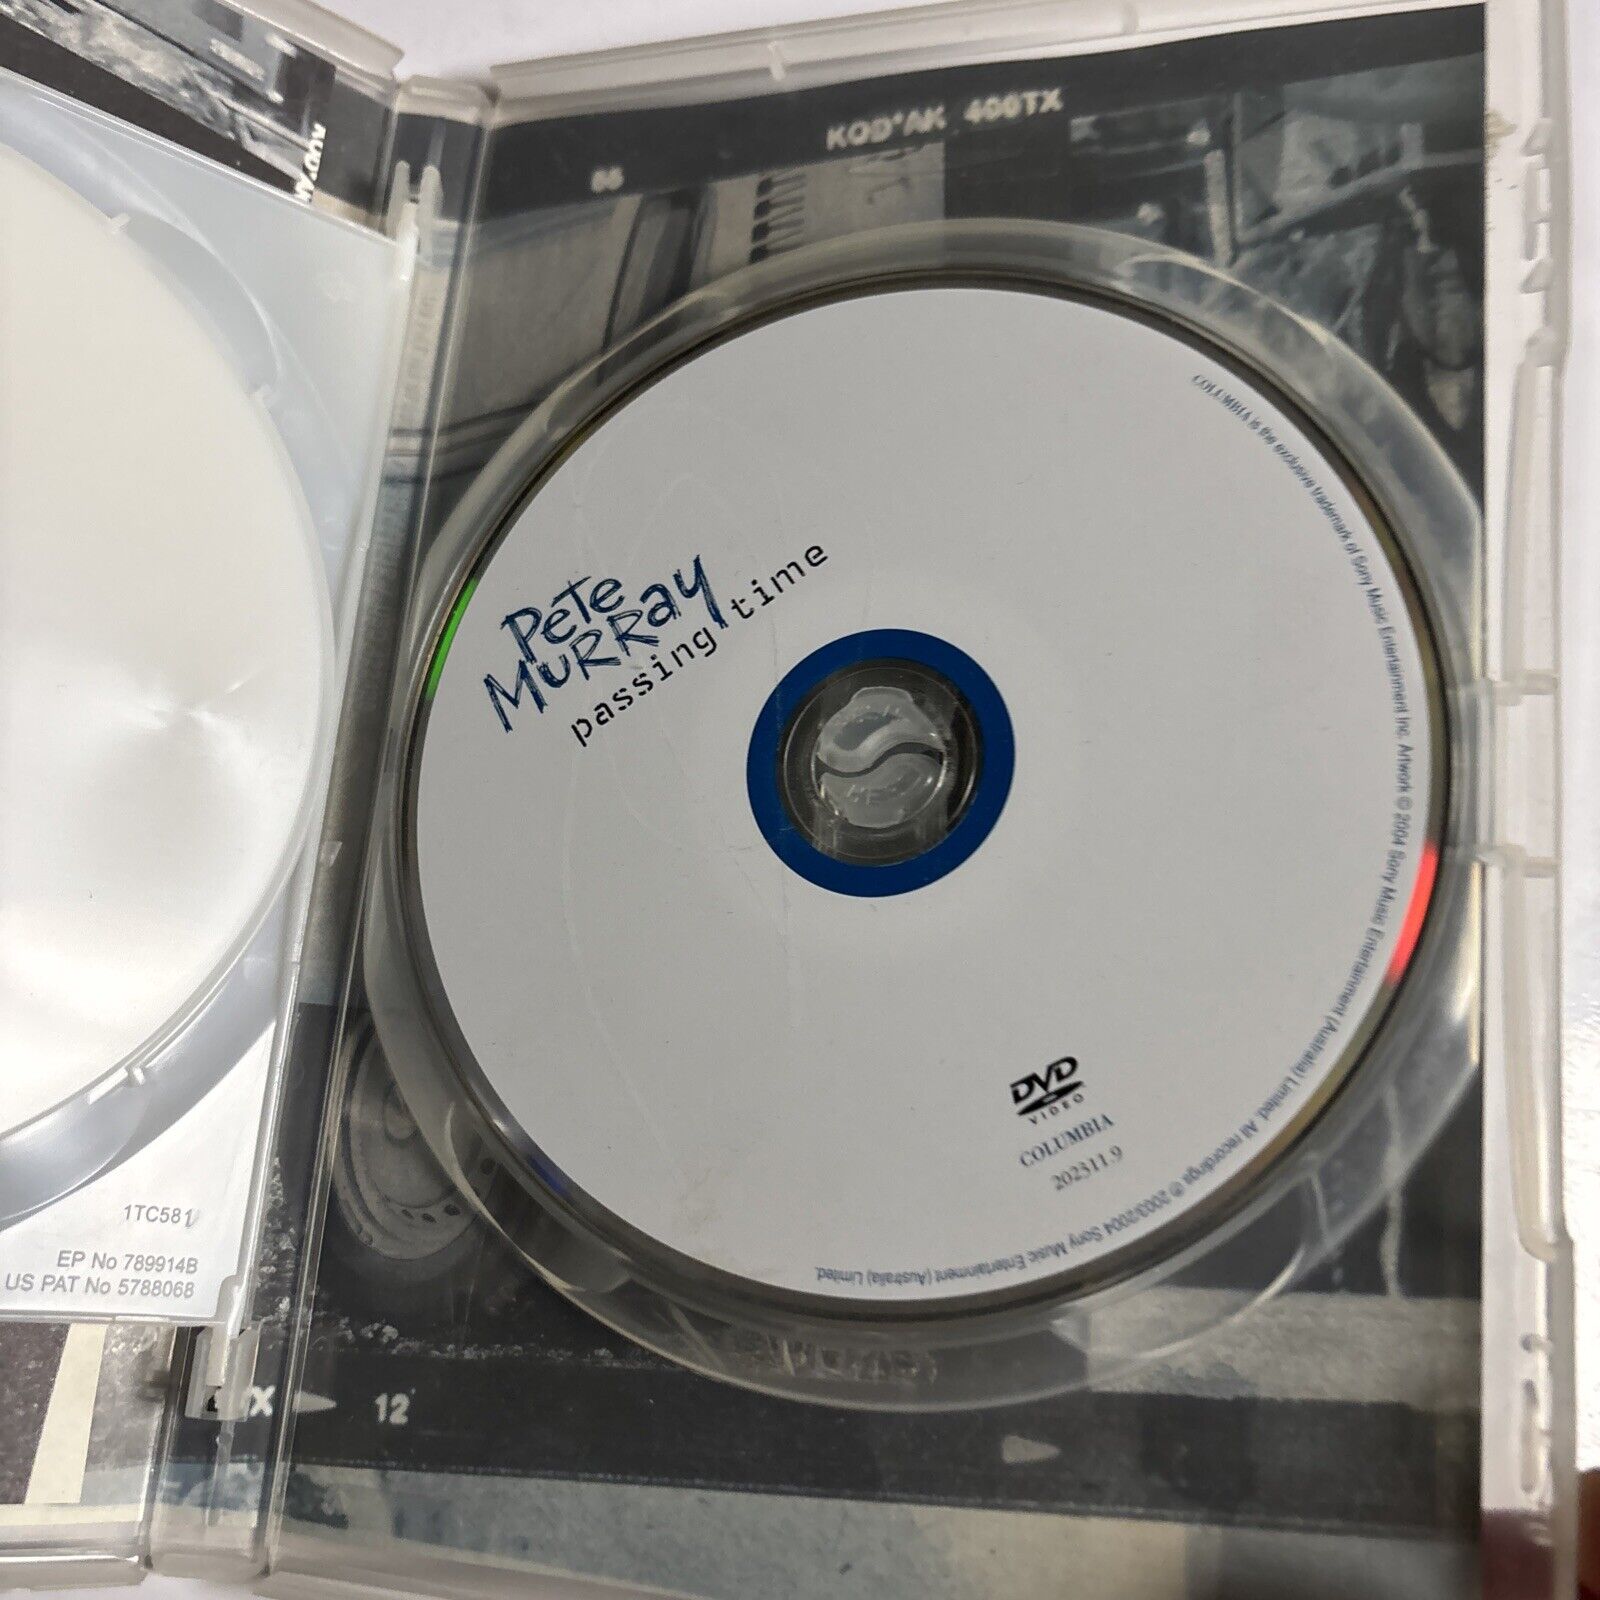 KOD*AK 400TX
Pete
Murray
passing time
COLUMBIA is the exclusive trademark of Sony Music Entertainment Inc. Artwork © 2004 Sony Music Entertainment (Australia) Limited. All recordings ℗ 2003/2004 Sony Music Entertainment (Australia) Limited.
DVD
VIDEO
COLUMBIA
202511.9
1TC581
EP No 789914B
US PAT No 5788068
12